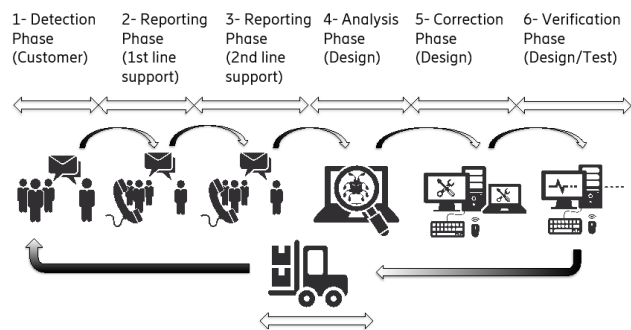 1- Detection
Phase
(Customer)
2- Reporting
Phase
(1st line
support)
3- Reporting
Phase
(2nd line
support)
4- Analysis
Phase
(Design)
5- Correction
Phase
(Design)
6- Verification
Phase
(Design/Test)